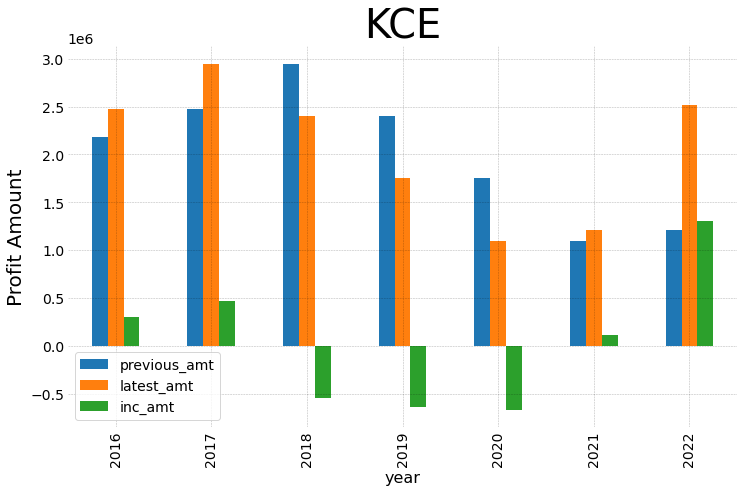 KCE
1e6
Profit Amount
3.0
2.5
2.0
1.5
1.0
0.5
0.0
−0.5
previous_amt
latest_amt
inc_amt
2016 2017 2018 2019 2020 2021 2022
year